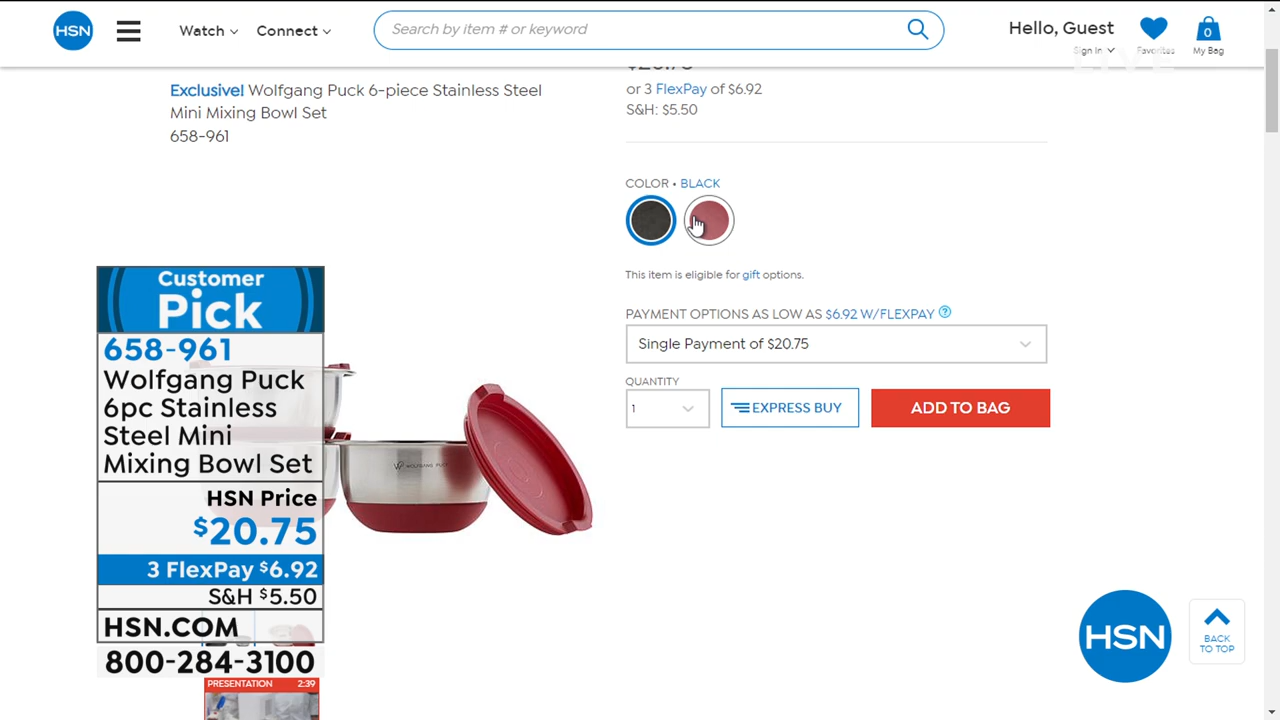 HSN
Watch
Connect
Search by item # or keyword
Hello, Guest
Sign In
Favorites
0
My Bag
LIVE
Exclusive! Wolfgang Puck 6-piece Stainless Steel
Mini Mixing Bowl Set
658-961
$20.75
or 3 FlexPay of $6.92
S&H: $5.50
COLOR • BLACK
This item is eligible for gift options.
PAYMENT OPTIONS AS LOW AS $6.92 W/FLEXPAY ?
Single Payment of $20.75
QUANTITY
1
EXPRESS BUY
ADD TO BAG
Customer
Pick
658-961
Wolfgang Puck
6pc Stainless
Steel Mini
Mixing Bowl Set
HSN Price
$20.75
3 FlexPay $6.92
S&H $5.50
HSN.COM
800-284-3100
PRESENTATION 2:39
WOLFGANG PUCK
HSN
BACK
TO TOP